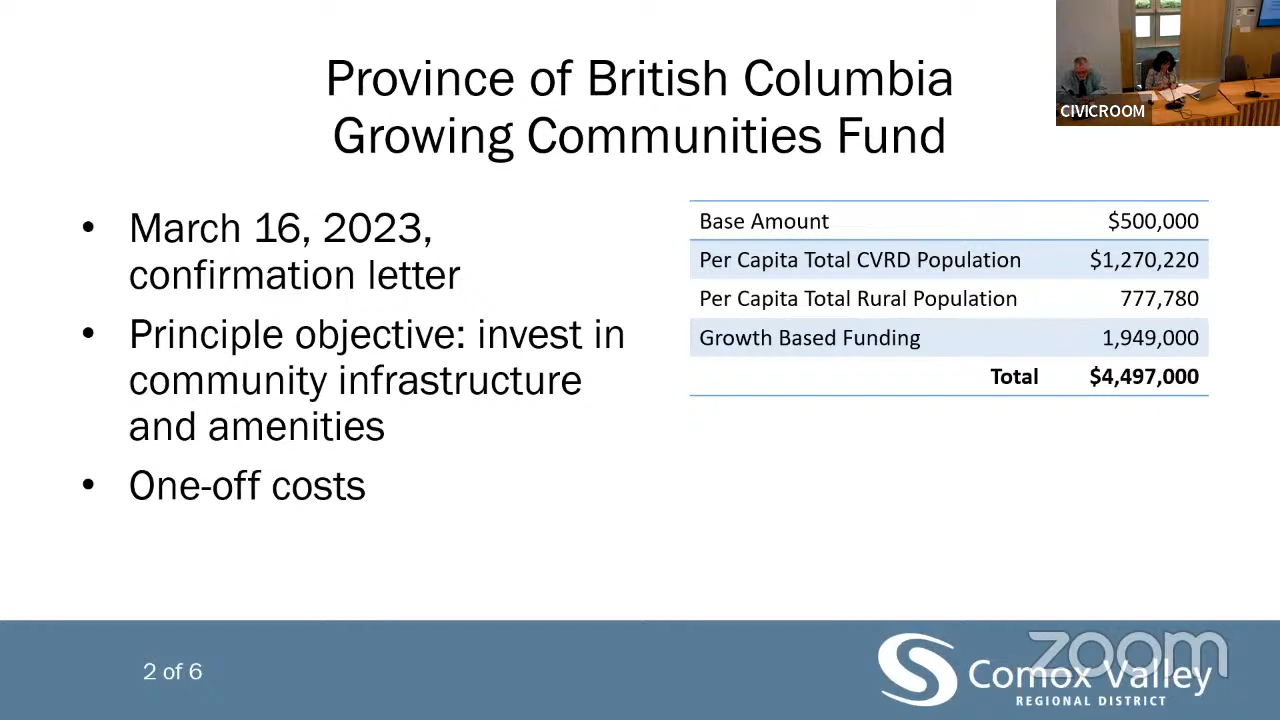 CIVICROOM
Province of British Columbia
Growing Communities Fund
• March 16, 2023,
confirmation letter
• Principle objective: invest in
community infrastructure
and amenities
• One-off costs
Base Amount $500,000
Per Capita Total CVRD Population $1,270,220
Per Capita Total Rural Population 777,780
Growth Based Funding 1,949,000
Total $4,497,000
2 of 6
zoom
Comox Valley
REGIONAL DISTRICT